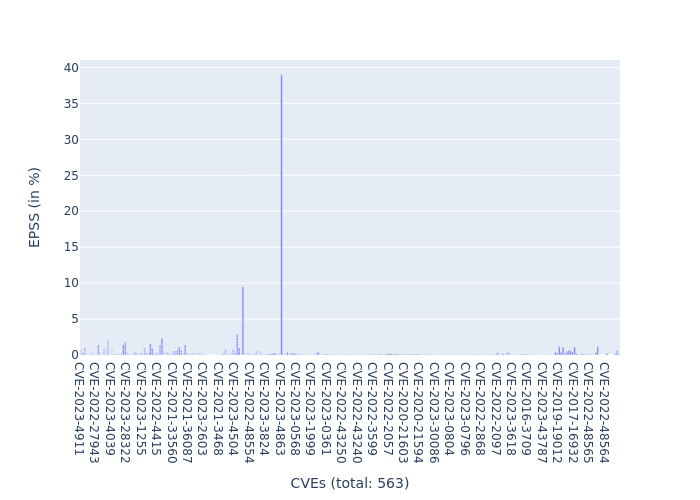 40
35
30
25
20
15
10
5
0
EPSS (in %)
CVE-2023-4911
CVE-2022-27943
CVE-2023-4039
CVE-2023-28322
CVE-2023-1255
CVE-2022-4415
CVE-2021-33560
CVE-2021-36087
CVE-2023-2603
CVE-2021-3468
CVE-2023-4504
CVE-2022-48554
CVE-2023-3824
CVE-2023-4863
CVE-2023-0568
CVE-2023-1999
CVE-2023-0361
CVE-2022-43250
CVE-2022-43240
CVE-2022-3599
CVE-2022-2057
CVE-2020-21603
CVE-2020-21594
CVE-2023-30086
CVE-2023-0804
CVE-2023-0796
CVE-2022-2868
CVE-2022-2097
CVE-2023-3618
CVE-2016-3709
CVE-2023-43787
CVE-2019-19012
CVE-2017-16932
CVE-2022-48565
CVE-2022-48564
CVEs (total: 563)